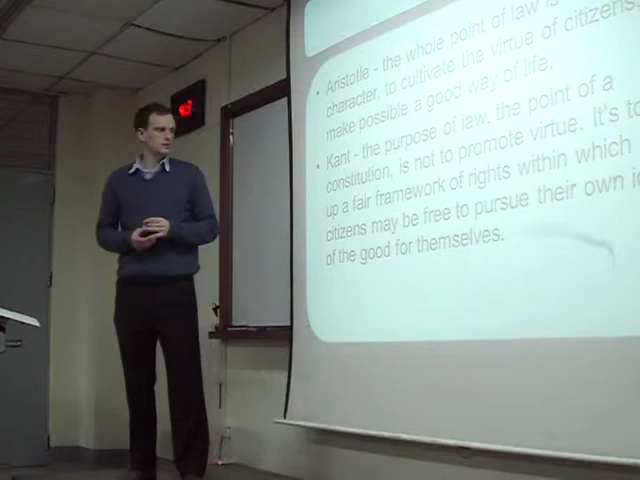 • Aristotle - the whole point of law is
character, to cultivate the virtue of citizens,
make possible a good way of life.
• Kant - the purpose of law, the point of a
constitution, is not to promote virtue. It's to
up a fair framework of rights within which
citizens may be free to pursue their own
of the good for themselves.